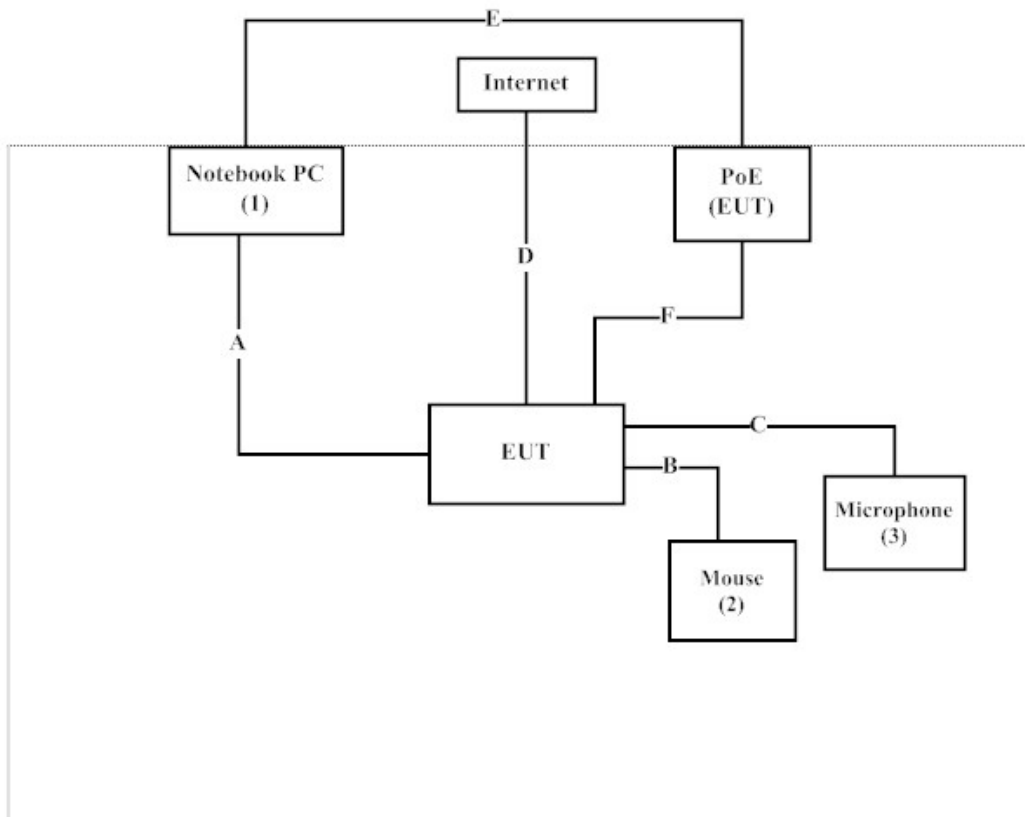 E
Internet
Notebook PC
(1)
PoE
(EUT)
D
F
A
C
EUT
B
Microphone
(3)
Mouse
(2)